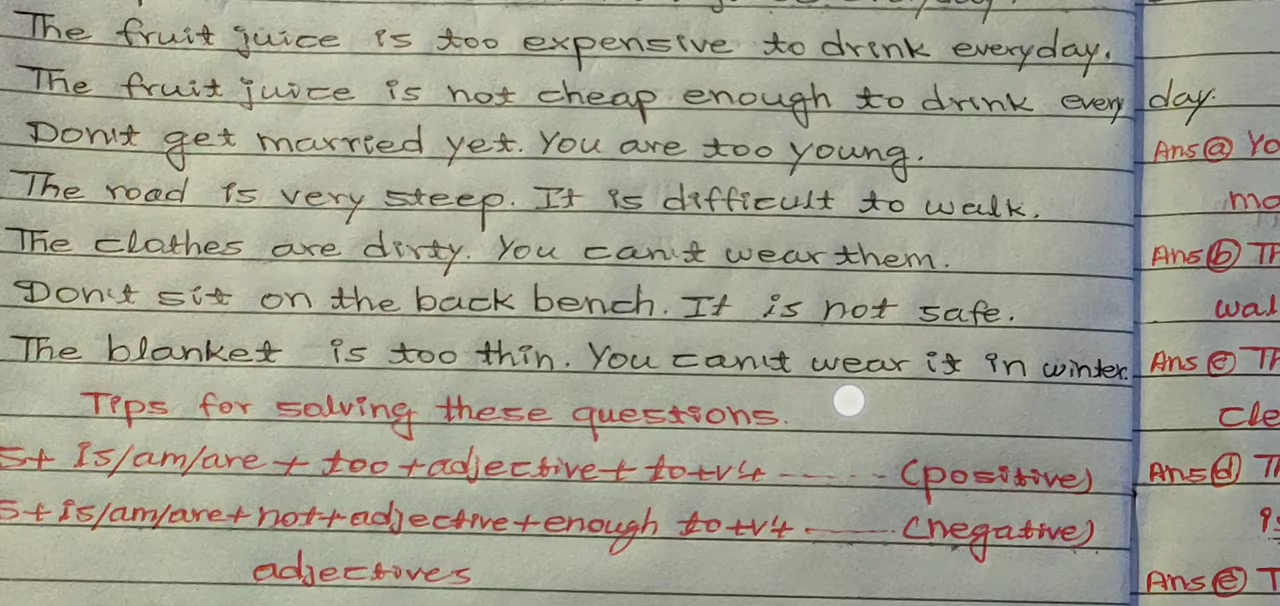 The fruit juice is too expensive to drink everyday.
The fruit juice is not cheap enough to drink every day.
Don't get married yet. You are too young.
Ans (a) Yo
The road is very steep. It is difficult to walk.
The clothes are dirty. You can't wear them.
Ans (b) Th
Don't sit on the back bench. It is not safe.
wal
The blanket is too thin. You can't wear it in winter.
Ans (c) Th
Tips for solving these questions.
cle
S+ Is/am/are + too + adjective + to+v4 ------- (positive)
Ans (d) Th
S+is/am/are+not+adjective+enough to+v4 ------- (negative)
adjectives
Ans (e) T